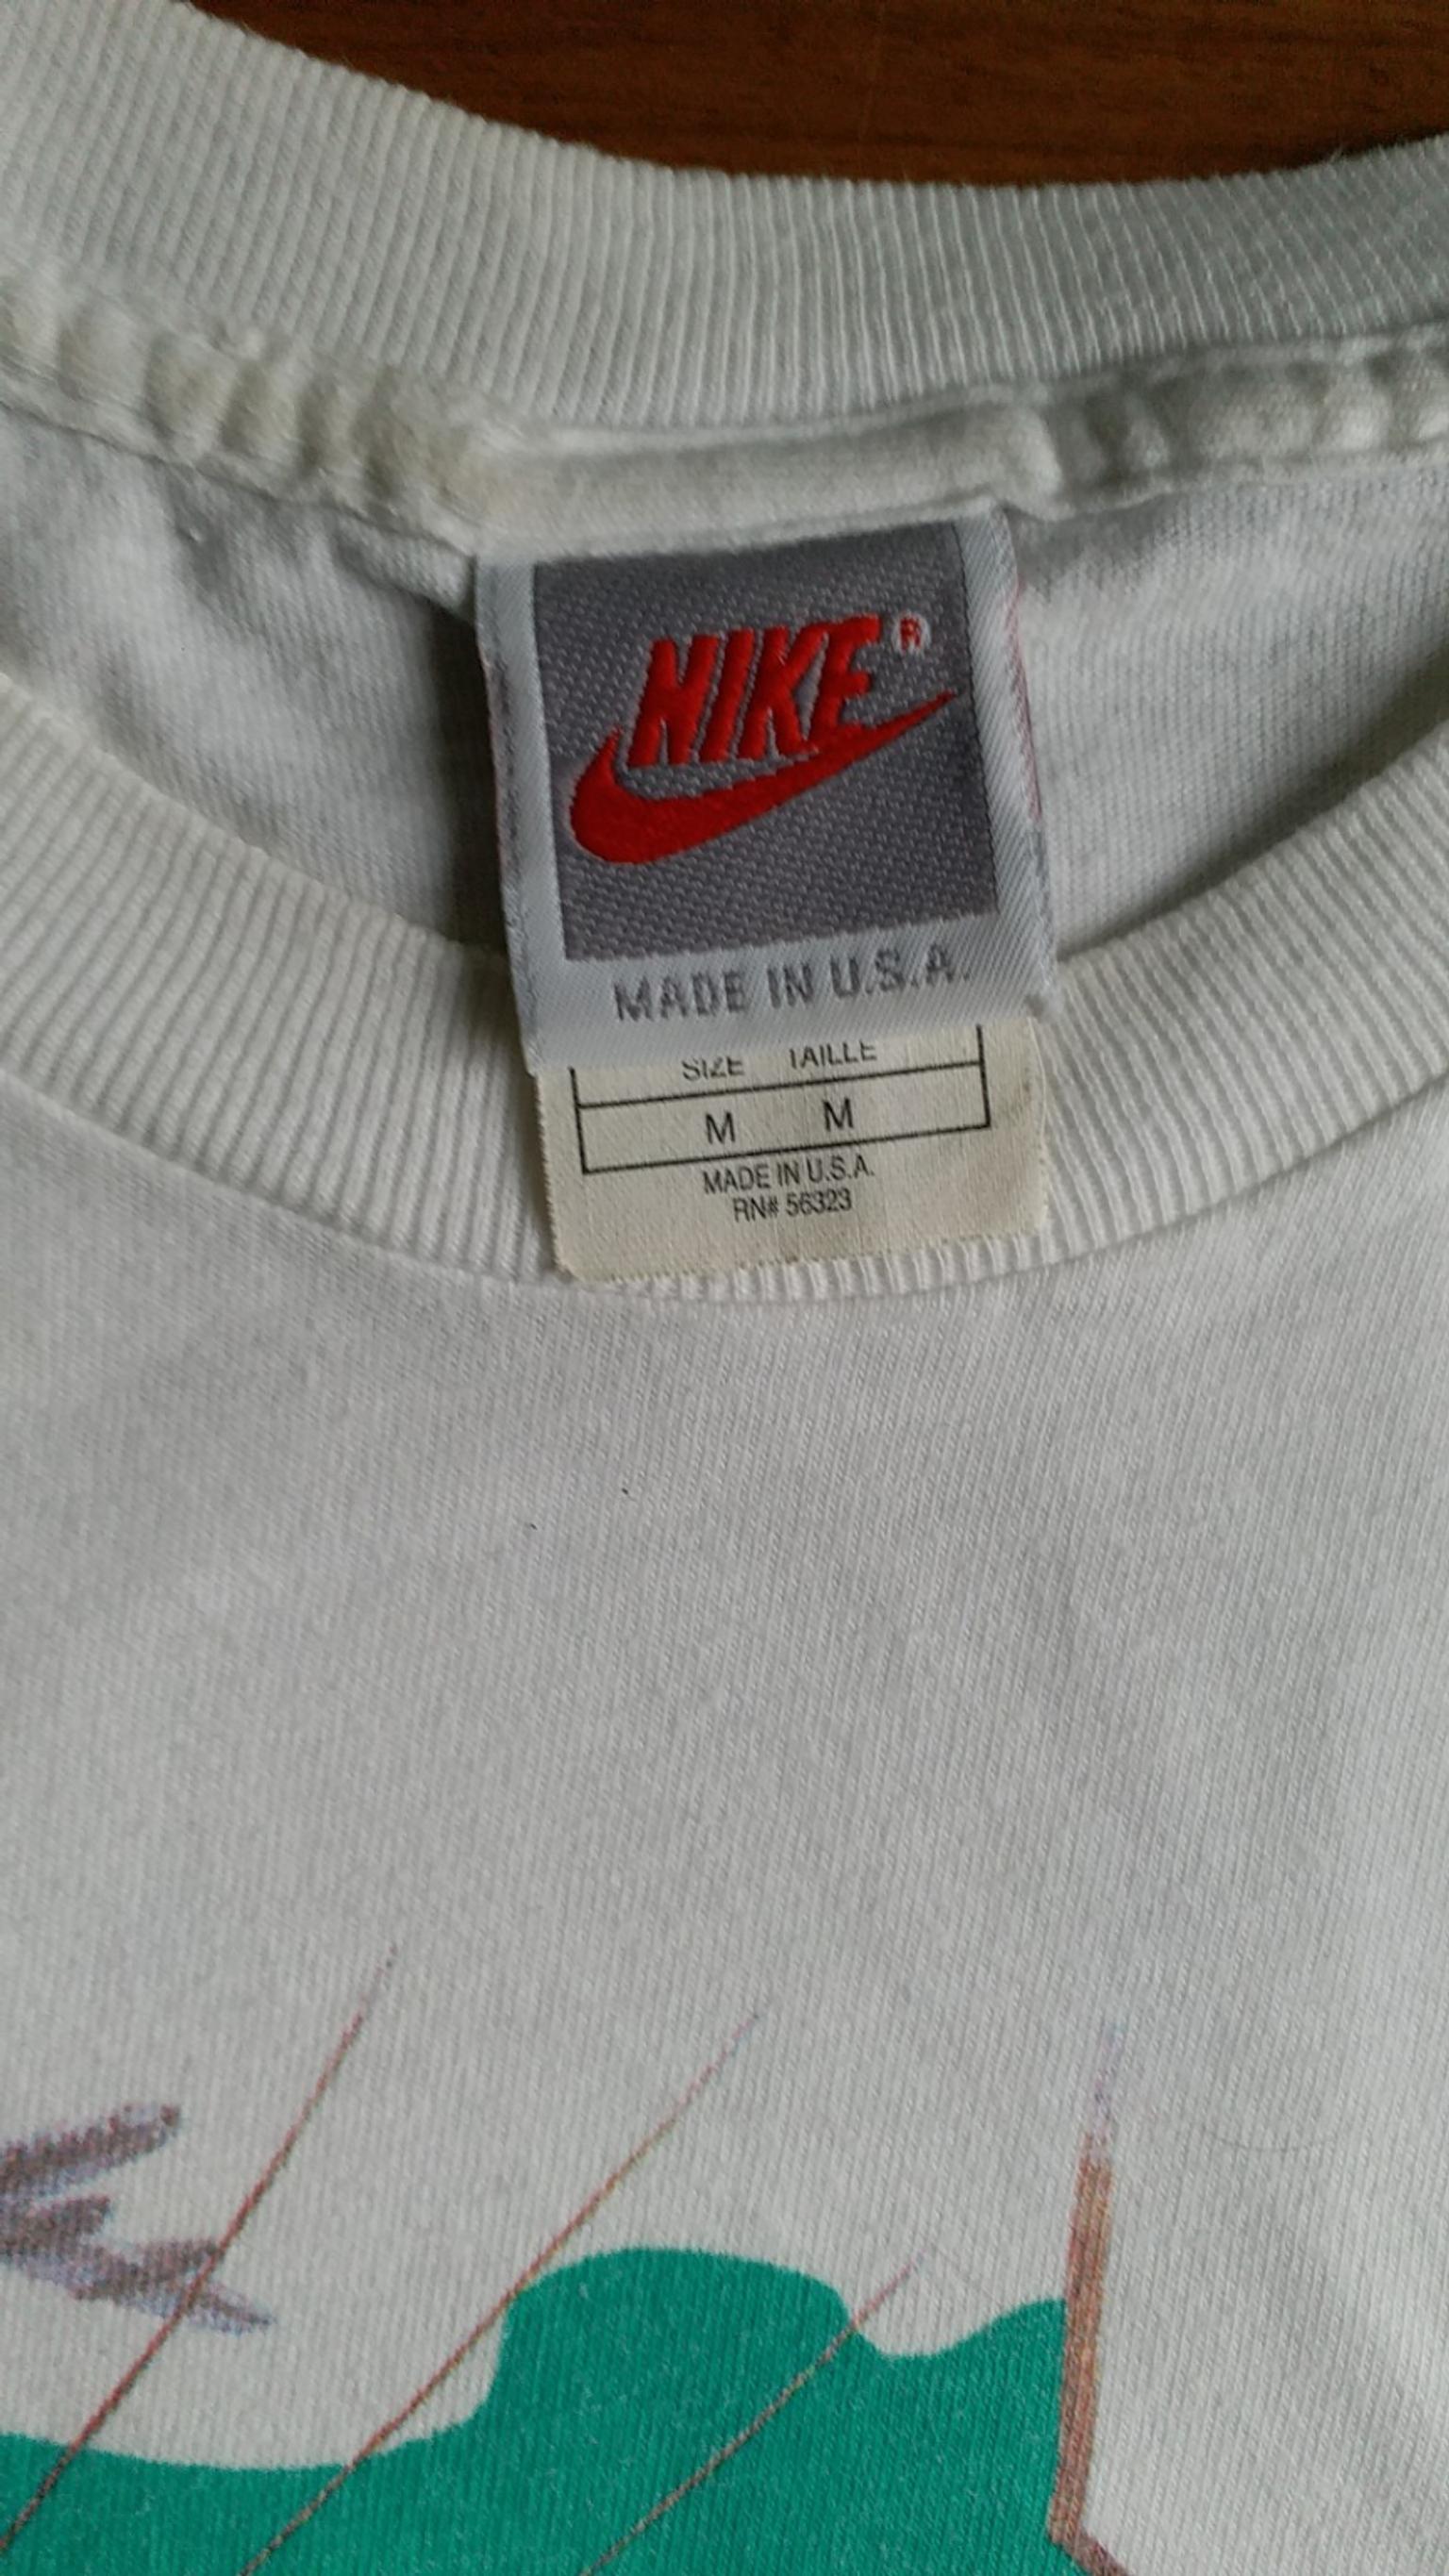 NIKE®
MADE IN U.S.A.
SIZE TAILLE
M M
MADE IN U.S.A.
RN# 56323